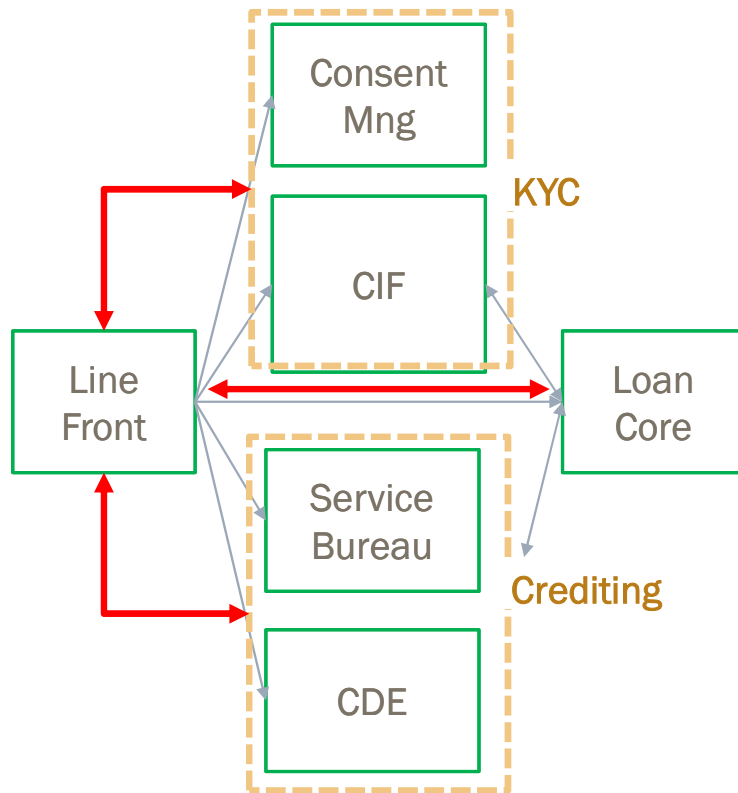 Consent
Mng
KYC
CIF
Line
Front
Loan
Core
Service
Bureau
Crediting
CDE